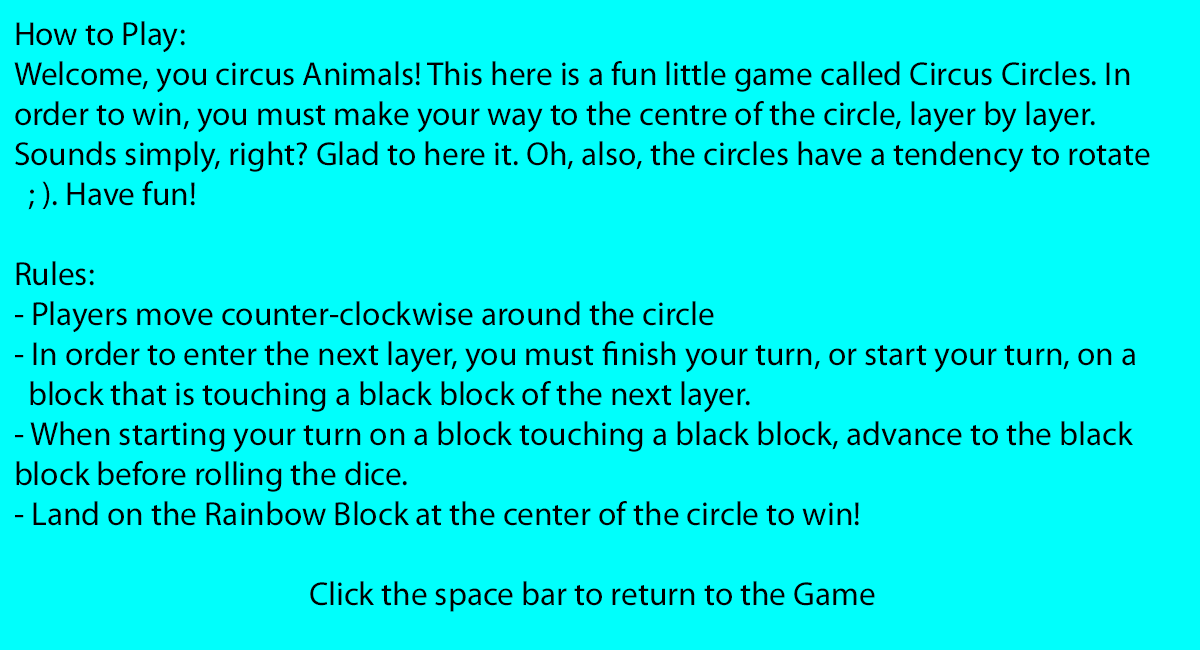 How to Play:
Welcome, you circus Animals! This here is a fun little game called Circus Circles. In
order to win, you must make your way to the centre of the circle, layer by layer.
Sounds simply, right? Glad to here it. Oh, also, the circles have a tendency to rotate
; ). Have fun!
Rules:
- Players move counter-clockwise around the circle
- In order to enter the next layer, you must finish your turn, or start your turn, on a
block that is touching a black block of the next layer.
- When starting your turn on a block touching a black block, advance to the black
block before rolling the dice.
- Land on the Rainbow Block at the center of the circle to win!
Click the space bar to return to the Game